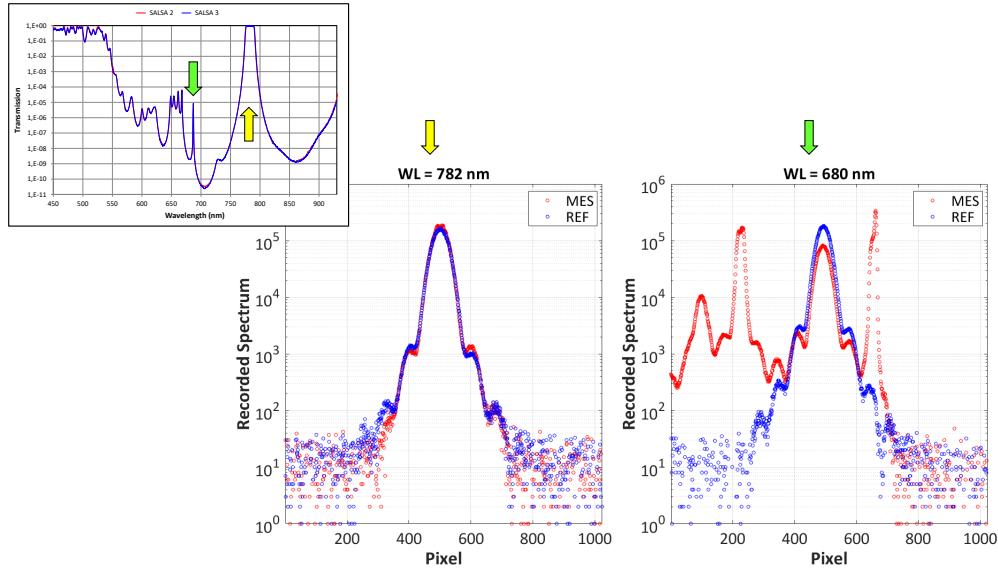 SALSA 2 SALSA 3
1,E+00
1,E-01
1,E-02
1,E-03
1,E-04
1,E-05
1,E-06
1,E-07
1,E-08
1,E-09
1,E-10
1,E-11
Transmission
450 500 550 600 650 700 750 800 850 900
Wavelength (nm)
WL = 782 nm
MES
REF
10^5
10^4
10^3
10^2
10^1
10^0
Recorded Spectrum
200 400 600 800 1000
Pixel
WL = 680 nm
MES
REF
10^6
10^5
10^4
10^3
10^2
10^1
10^0
Recorded Spectrum
200 400 600 800 1000
Pixel